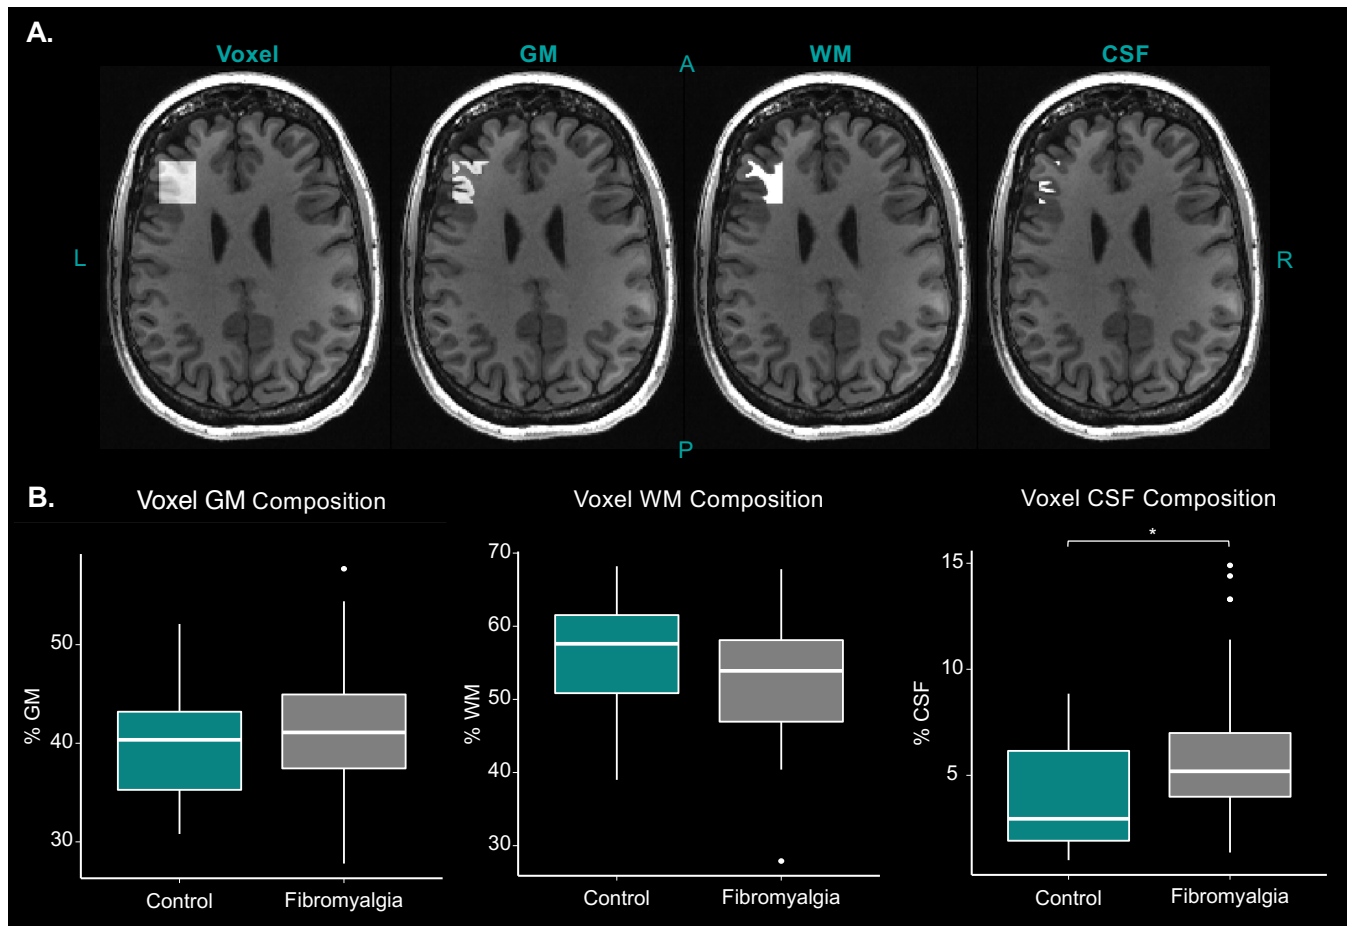 A.
Voxel
GM
WM
CSF
A
L
R
P
B.
Voxel GM Composition
Voxel WM Composition
Voxel CSF Composition
% GM
50
40
30
Control
Fibromyalgia
% WM
70
60
50
40
30
Control
Fibromyalgia
*
% CSF
15
10
5
Control
Fibromyalgia